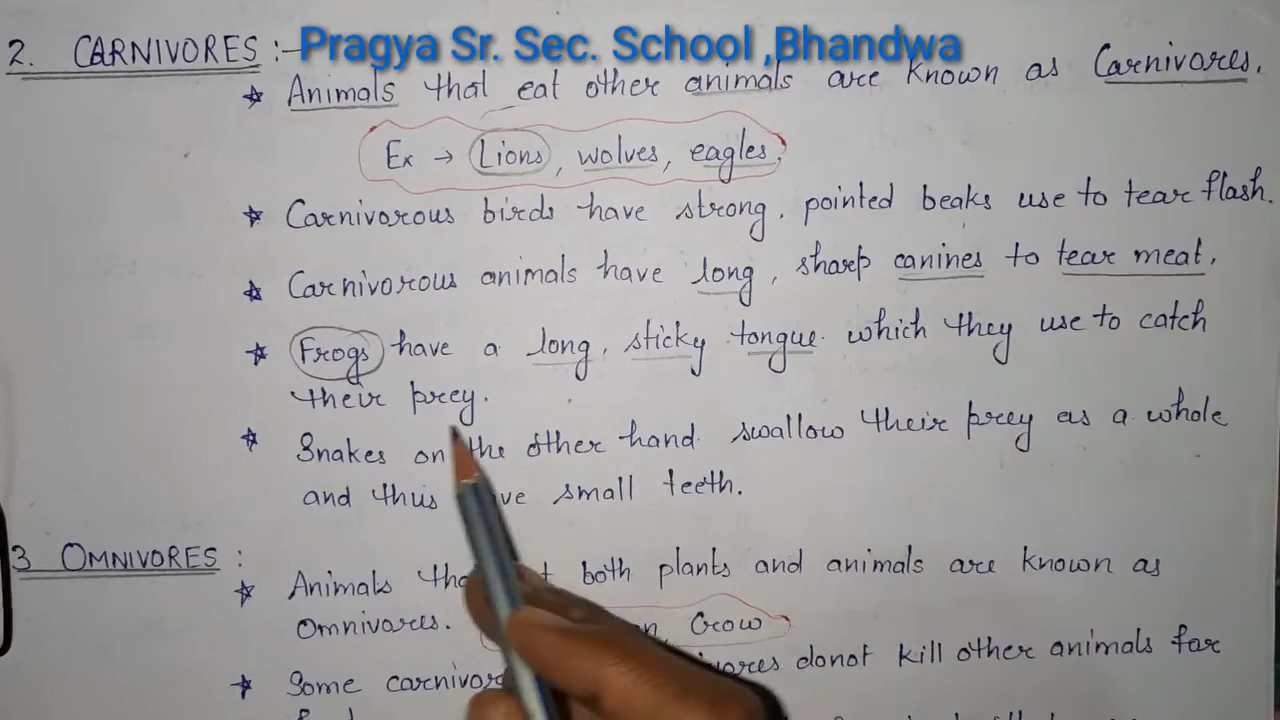 Pragya Sr. Sec. School ,Bhandwa
2. CARNIVORES :-
Animals that eat other animals are known as Carnivores.
Ex → Lions, wolves, eagles.
Carnivorous birds have strong, pointed beaks use to tear flash.
Carnivorous animals have long, sharp canines to tear meat.
Frogs have a long, sticky tongue which they use to catch
their prey.
Snakes on the other hand swallow their prey as a whole
and thus small teeth.
3 OMNIVORES :
Animals both plants and animals are known as
Omnivores. Crow
Some donot kill other animals for